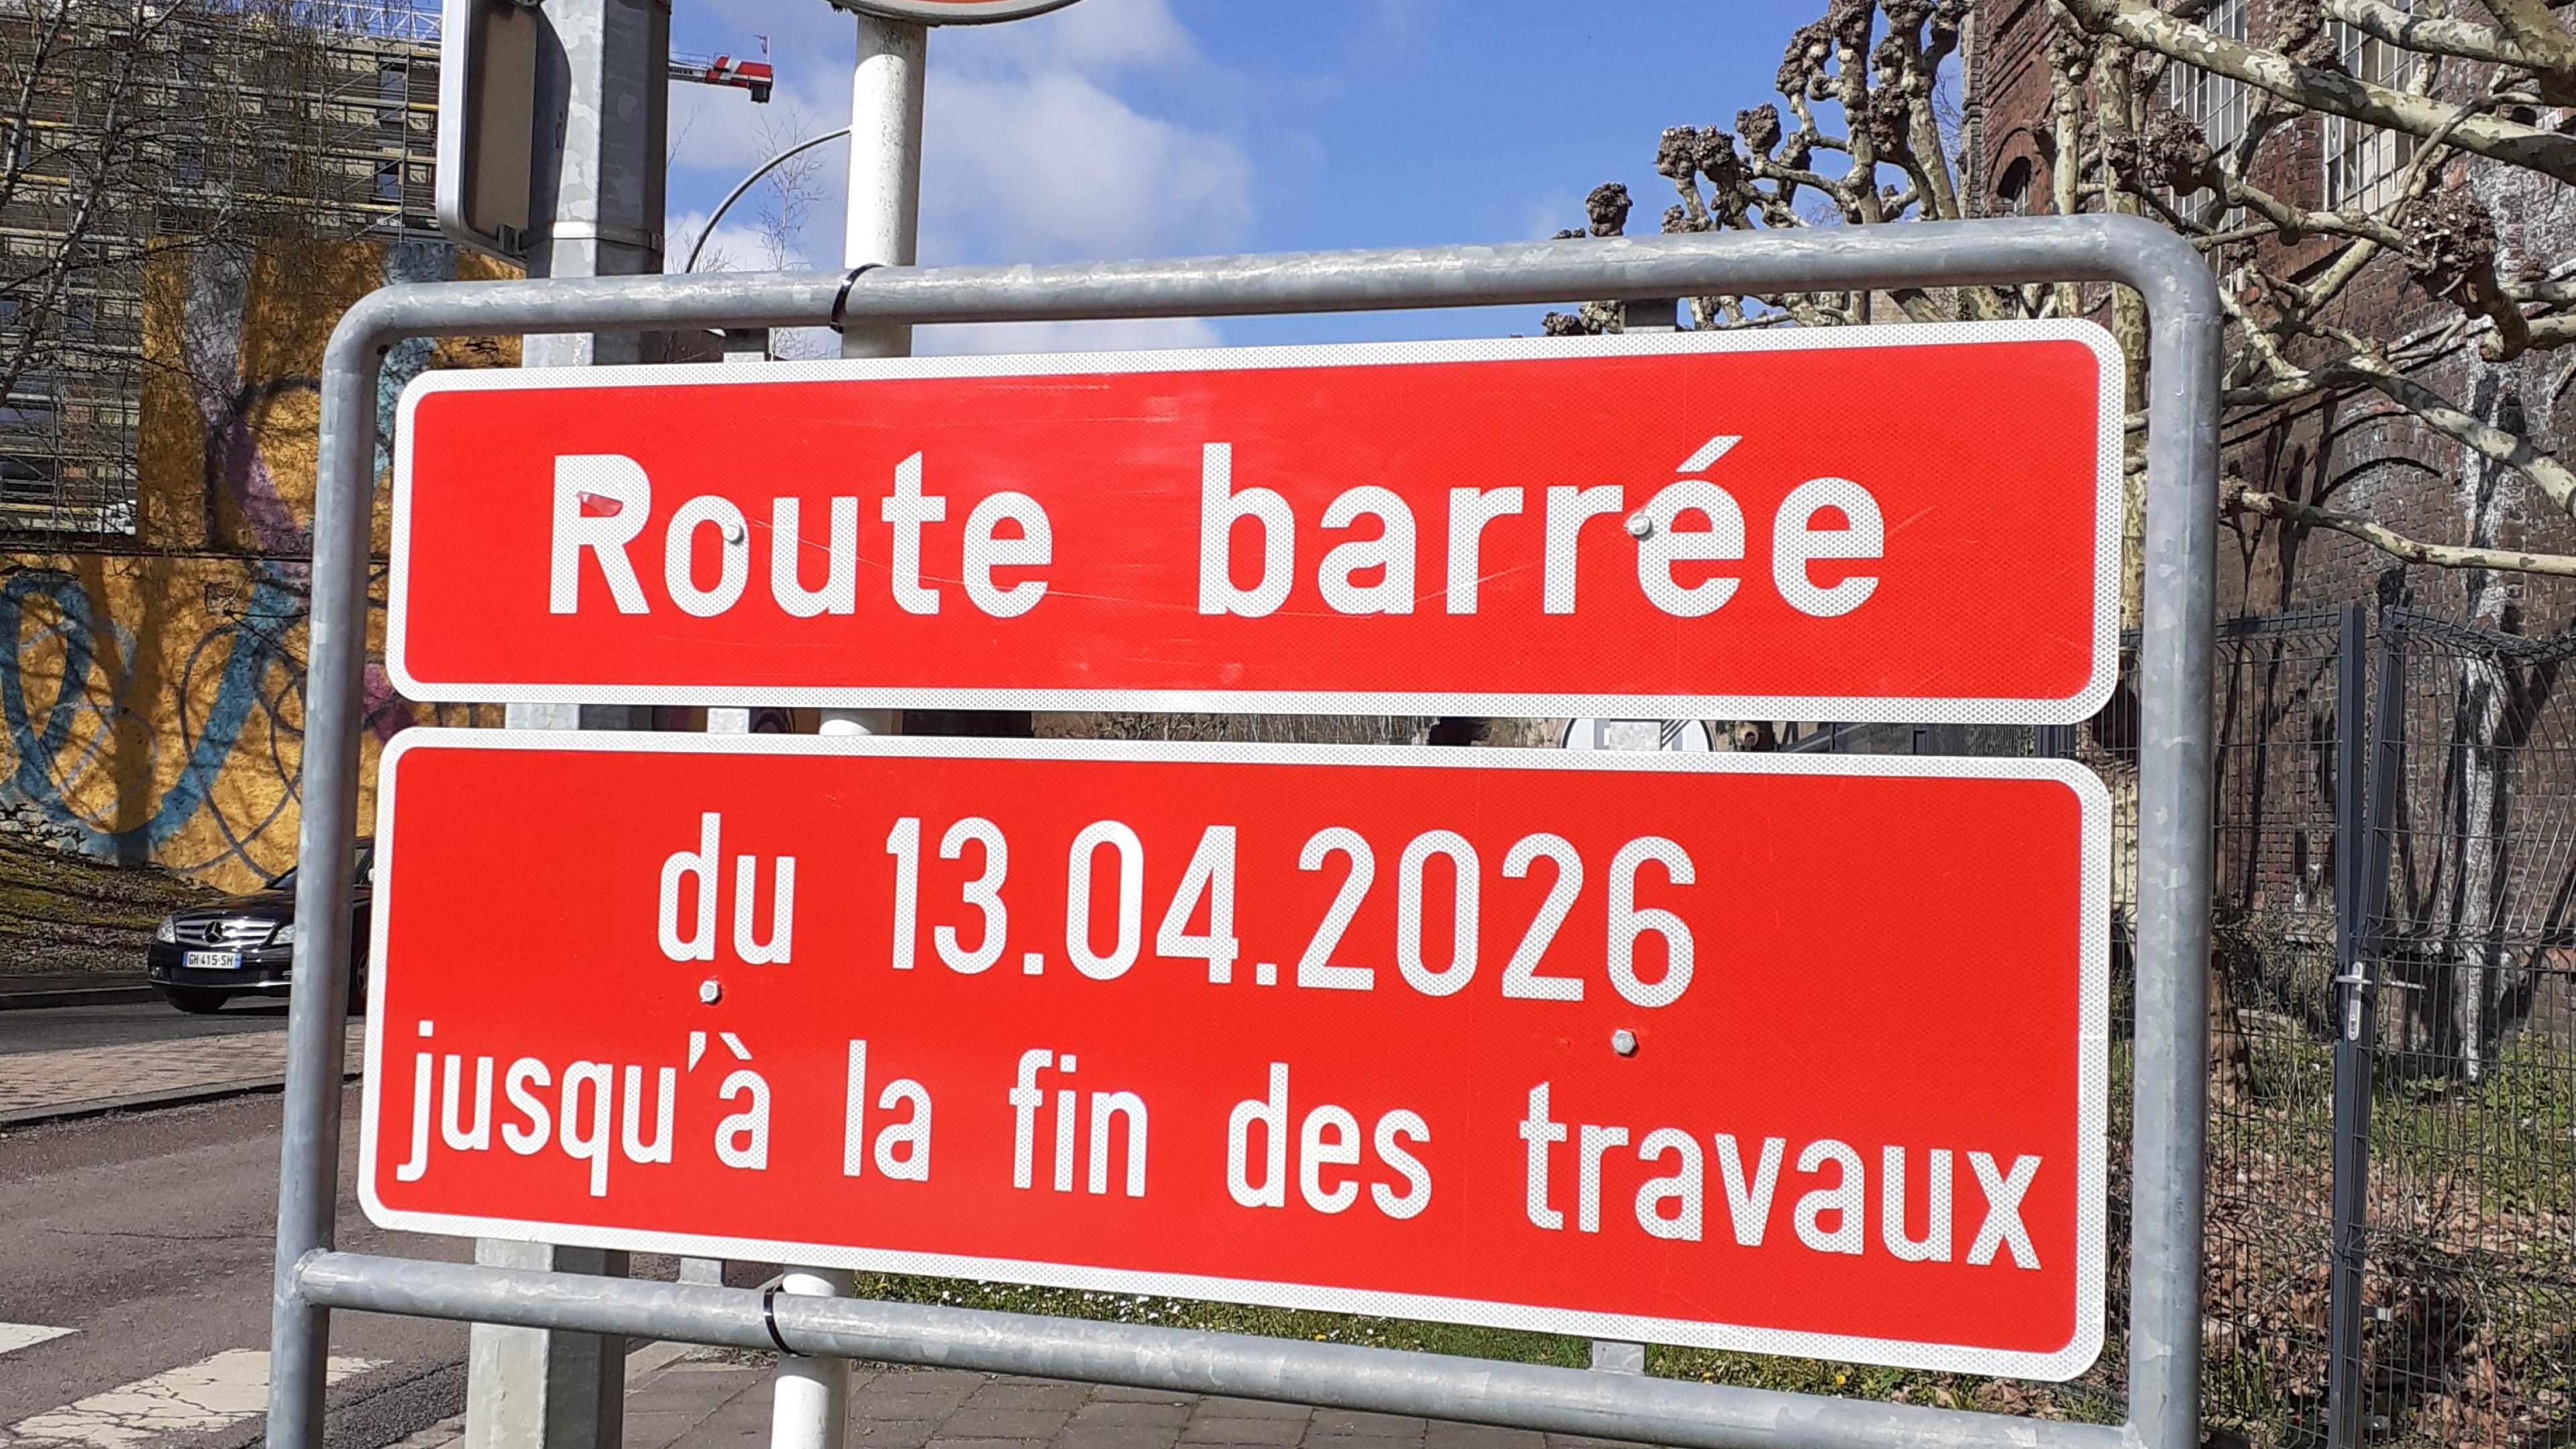 Route barrée
du 13.04.2026
jusqu'à la fin des travaux
GH-415-SH